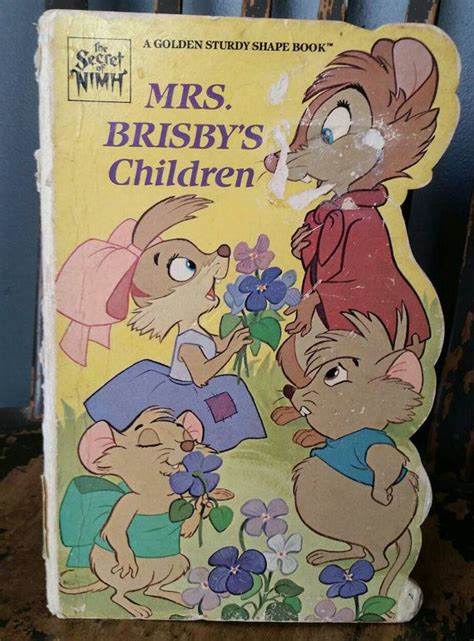 The
Secret
of
NIMH
A GOLDEN STURDY SHAPE BOOK™
MRS.
BRISBY'S
Children